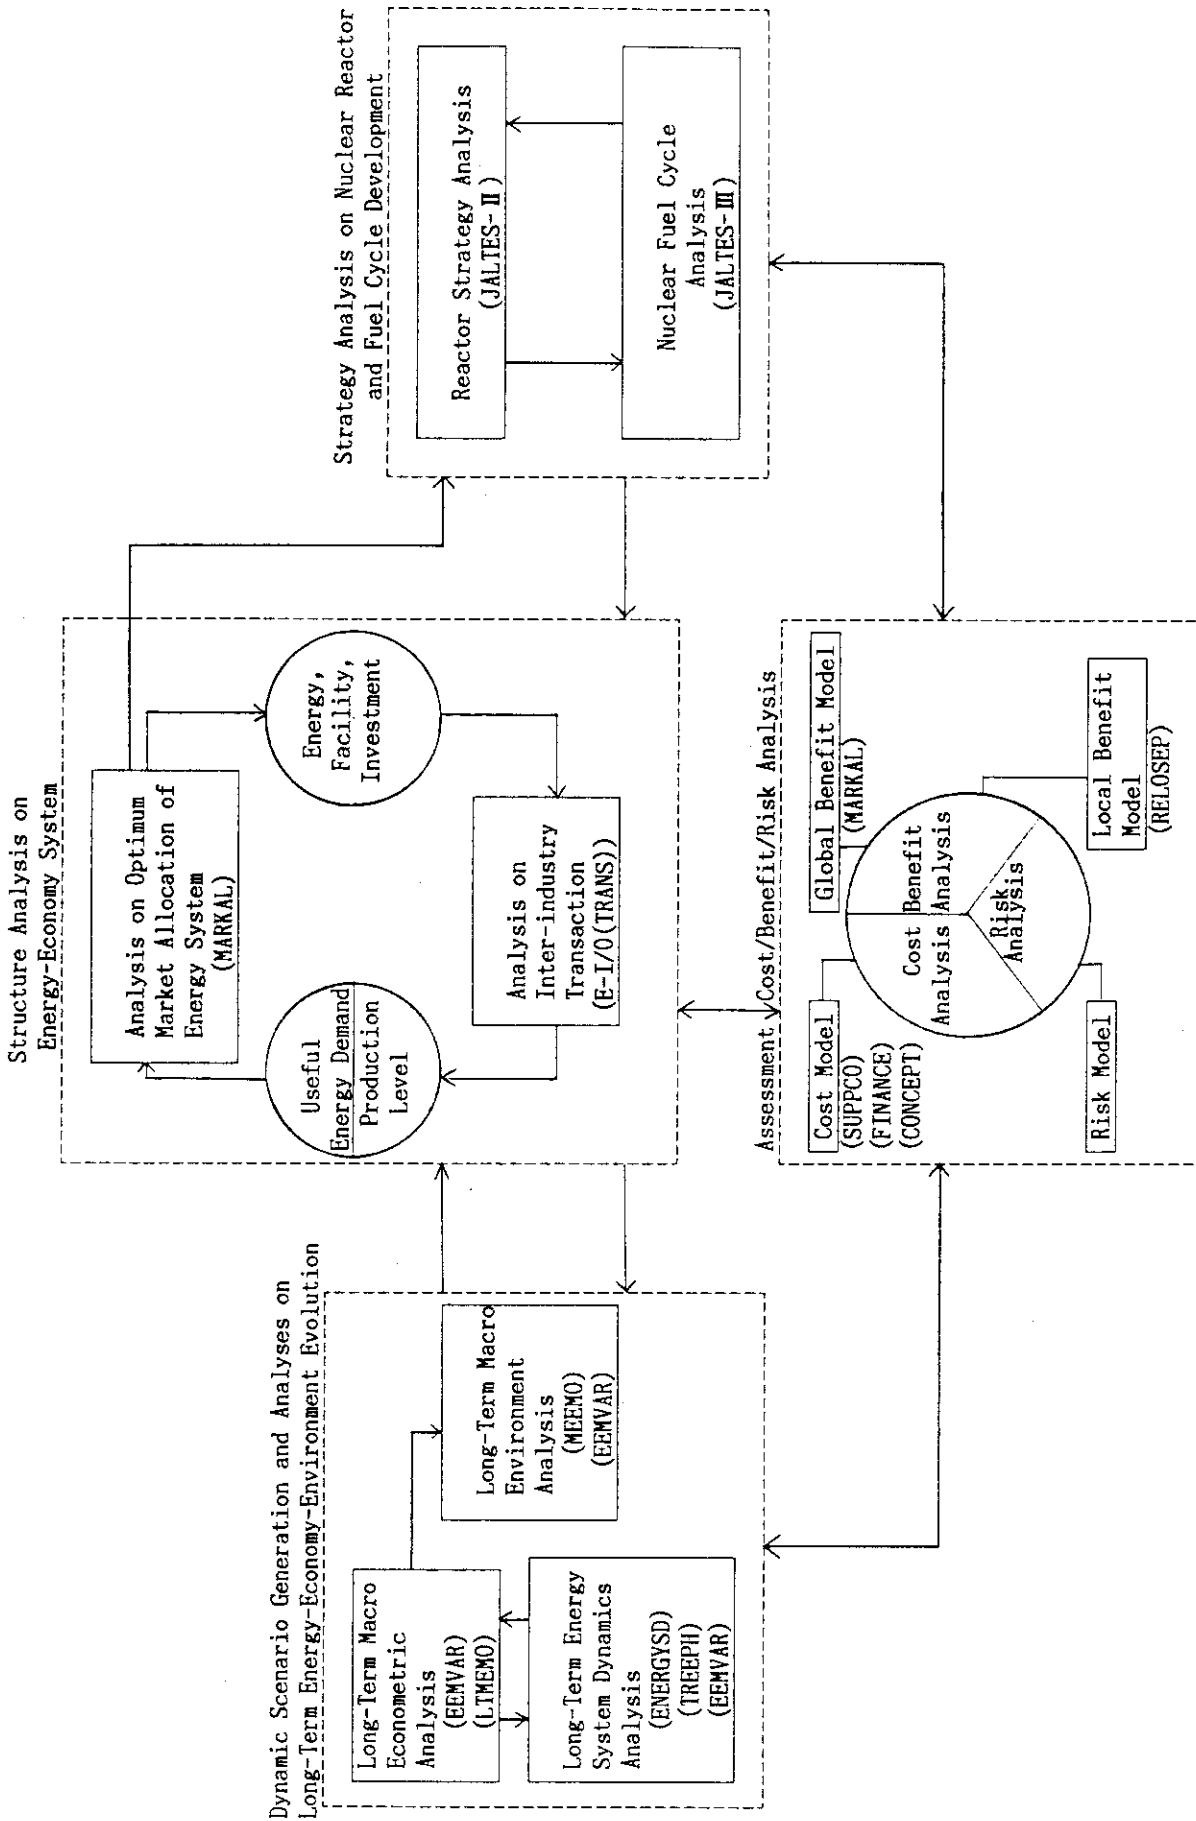 Dynamic Scenario Generation and Analyses on
Long-Term Energy-Economy-Environment Evolution
Long-Term Macro
Econometric
Analysis
(EEMVAR)
(LTMEMO)
Long-Term Macro
Environment
Analysis
(MEEMO)
(EEMVAR)
Long-Term Energy
System Dynamics
Analysis
(ENERGYSD)
(TREEPH)
(EEMVAR)
Structure Analysis on
Energy-Economy System
Analysis on Optimum
Market Allocation of
Energy System
(MARKAL)
Useful
Energy Demand
Production
Level
Energy,
Facility,
Investment
Analysis on
Inter-industry
Transaction
(E-I/O(TRANS))
Strategy Analysis on Nuclear Reactor
and Fuel Cycle Development
Reactor Strategy Analysis
(JALTES-II)
Nuclear Fuel Cycle
Analysis
(JALTES-III)
Assessment Cost/Benefit/Risk Analysis
Cost Model
(SUPPCO)
(FINANCE)
(CONCEPT)
Global Benefit Model
(MARKAL)
Cost
Analysis
Benefit
Analysis
Risk
Analysis
Risk Model
Local Benefit
Model
(RELOSEP)